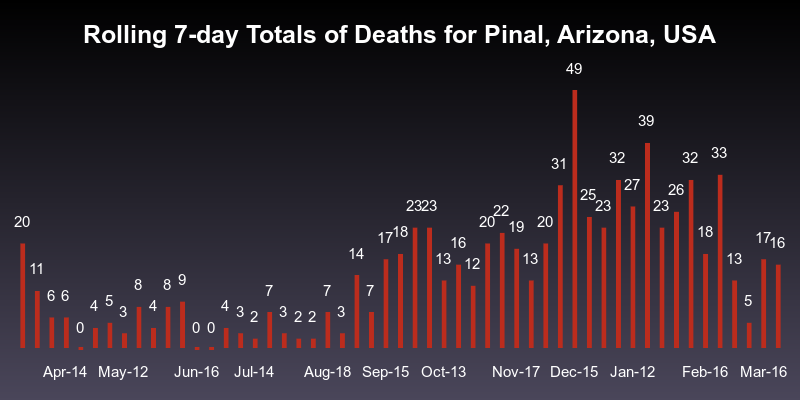 Rolling 7-day Totals of Deaths for Pinal, Arizona, USA
20 11 6 6 0 4 5 3 8 4 8 9 0 0 4 3 2 7 3 2 2 7 3 14 7 17 18 23 23 13 16 12 20 22 19 13 20 31 49 25 23 32 27 39 23 26 32 18 33 13 5 17 16
Apr-14 May-12 Jun-16 Jul-14 Aug-18 Sep-15 Oct-13 Nov-17 Dec-15 Jan-12 Feb-16 Mar-16